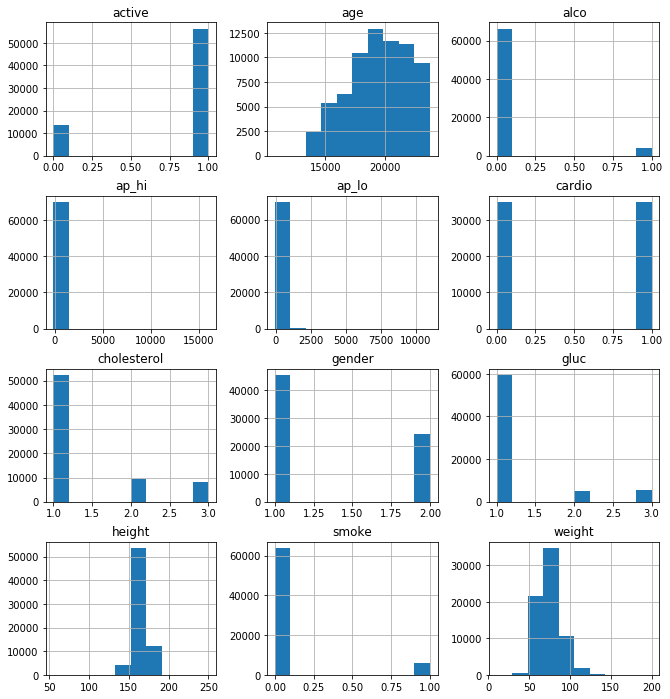 active age alco
50000 12500 60000
40000 10000
30000 7500 40000
20000 5000 20000
10000 2500
0 0 0
0.00 0.25 0.50 0.75 1.00 15000 20000 0.00 0.25 0.50 0.75 1.00
ap_hi ap_lo cardio
60000 60000 30000
40000 40000 20000
20000 20000 10000
0 0 0
0 5000 10000 15000 0 2500 5000 7500 10000 0.00 0.25 0.50 0.75 1.00
cholesterol gender gluc
50000 40000 60000
40000 30000
30000 20000 40000
20000 10000 20000
10000
0 0 0
1.0 1.5 2.0 2.5 3.0 1.00 1.25 1.50 1.75 2.00 1.0 1.5 2.0 2.5 3.0
height smoke weight
50000 60000 30000
40000
30000 40000 20000
20000 20000 10000
10000
0 0 0
50 100 150 200 250 0.00 0.25 0.50 0.75 1.00 0 50 100 150 200